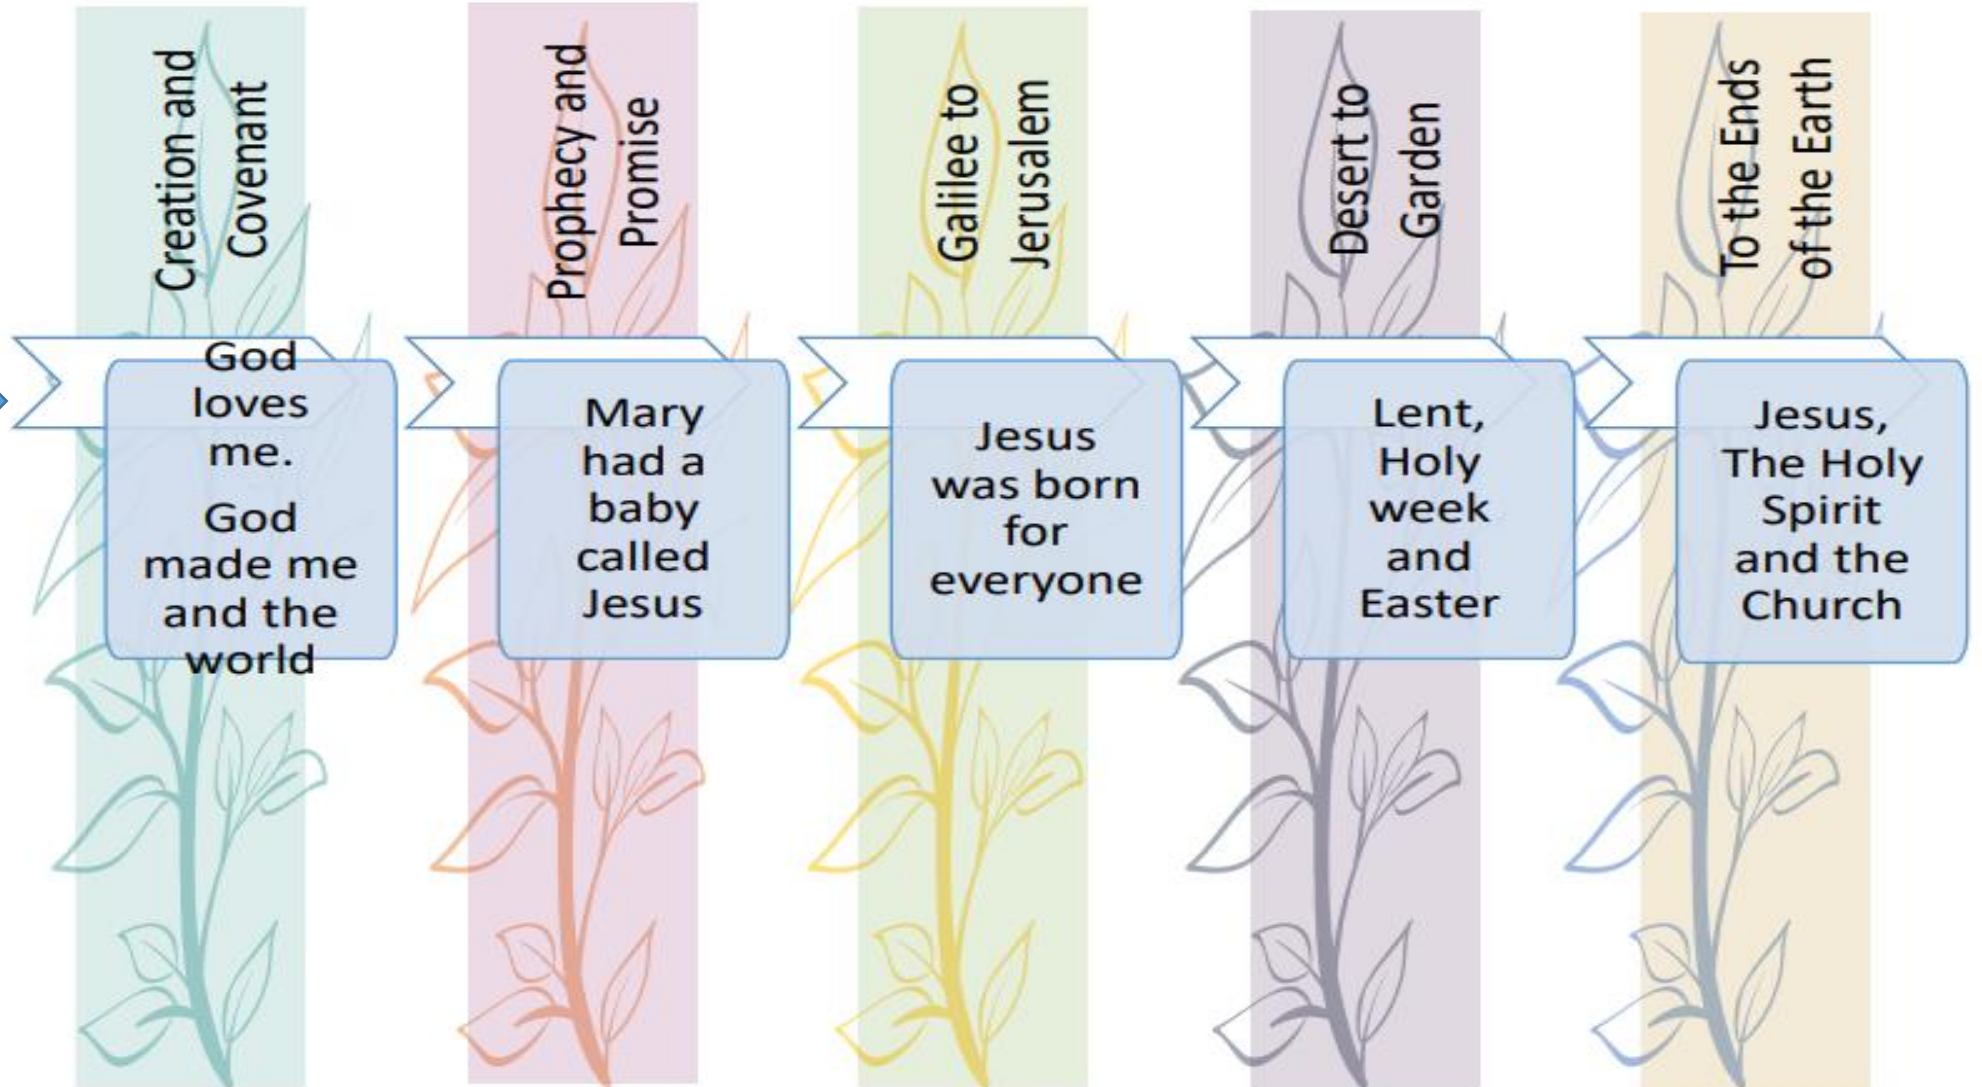 Creation and
Covenant
God
loves
me.
God
made me
and the
world
Prophecy and
Promise
Mary
had a
baby
called
Jesus
Galilee to
Jerusalem
Jesus
was born
for
everyone
Desert to
Garden
Lent,
Holy
week
and
Easter
To the Ends
of the Earth
Jesus,
The Holy
Spirit
and the
Church